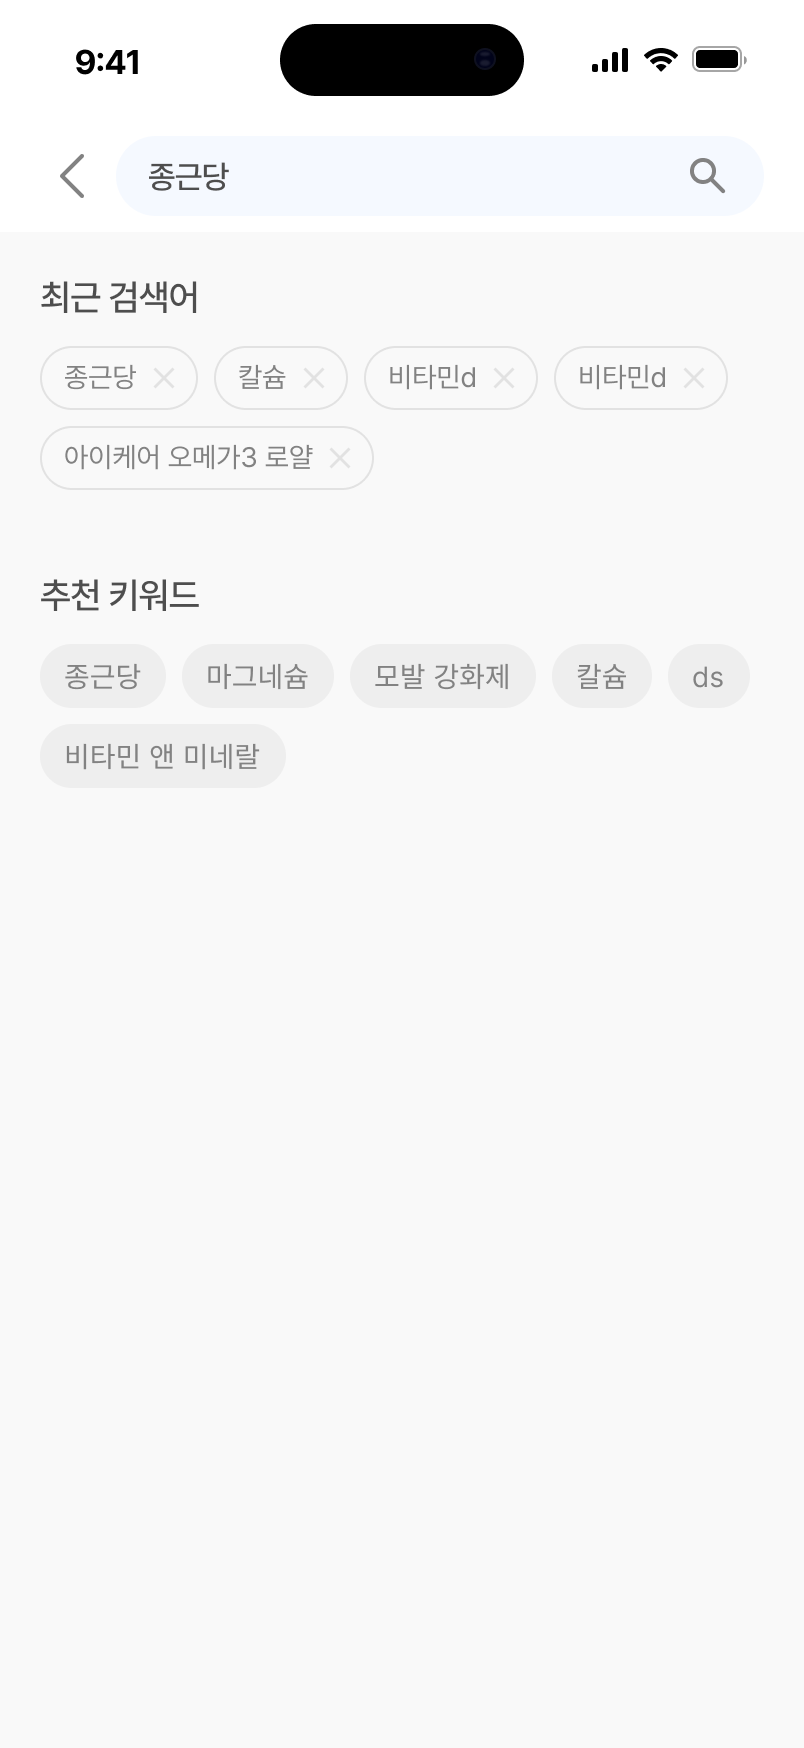 9:41
종근당
최근 검색어
종근당 칼슘 비타민d 비타민d
아이케어 오메가3 로얄
추천 키워드
종근당 마그네슘 모발 강화제 칼슘 ds
비타민 앤 미네랄